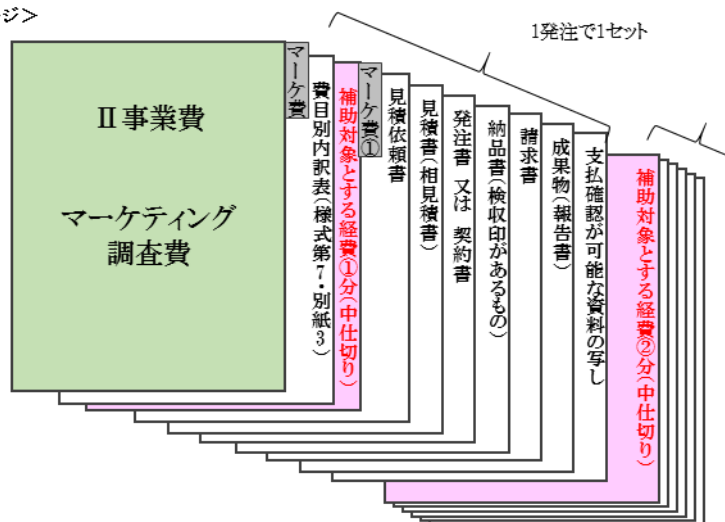 ジ＞
1発注で1セット
Ⅱ事業費
マーケティング
調査費
マーケ費
費目別内訳表（様式第7・別紙3）
補助対象とする経費①分（中仕切り）
マーケ費①
見積依頼書
見積書（相見積書）
発注書 又は 契約書
納品書（検収印があるもの）
請求書
成果物（報告書）
支払確認が可能な資料の写し
補助対象とする経費②分（中仕切り）